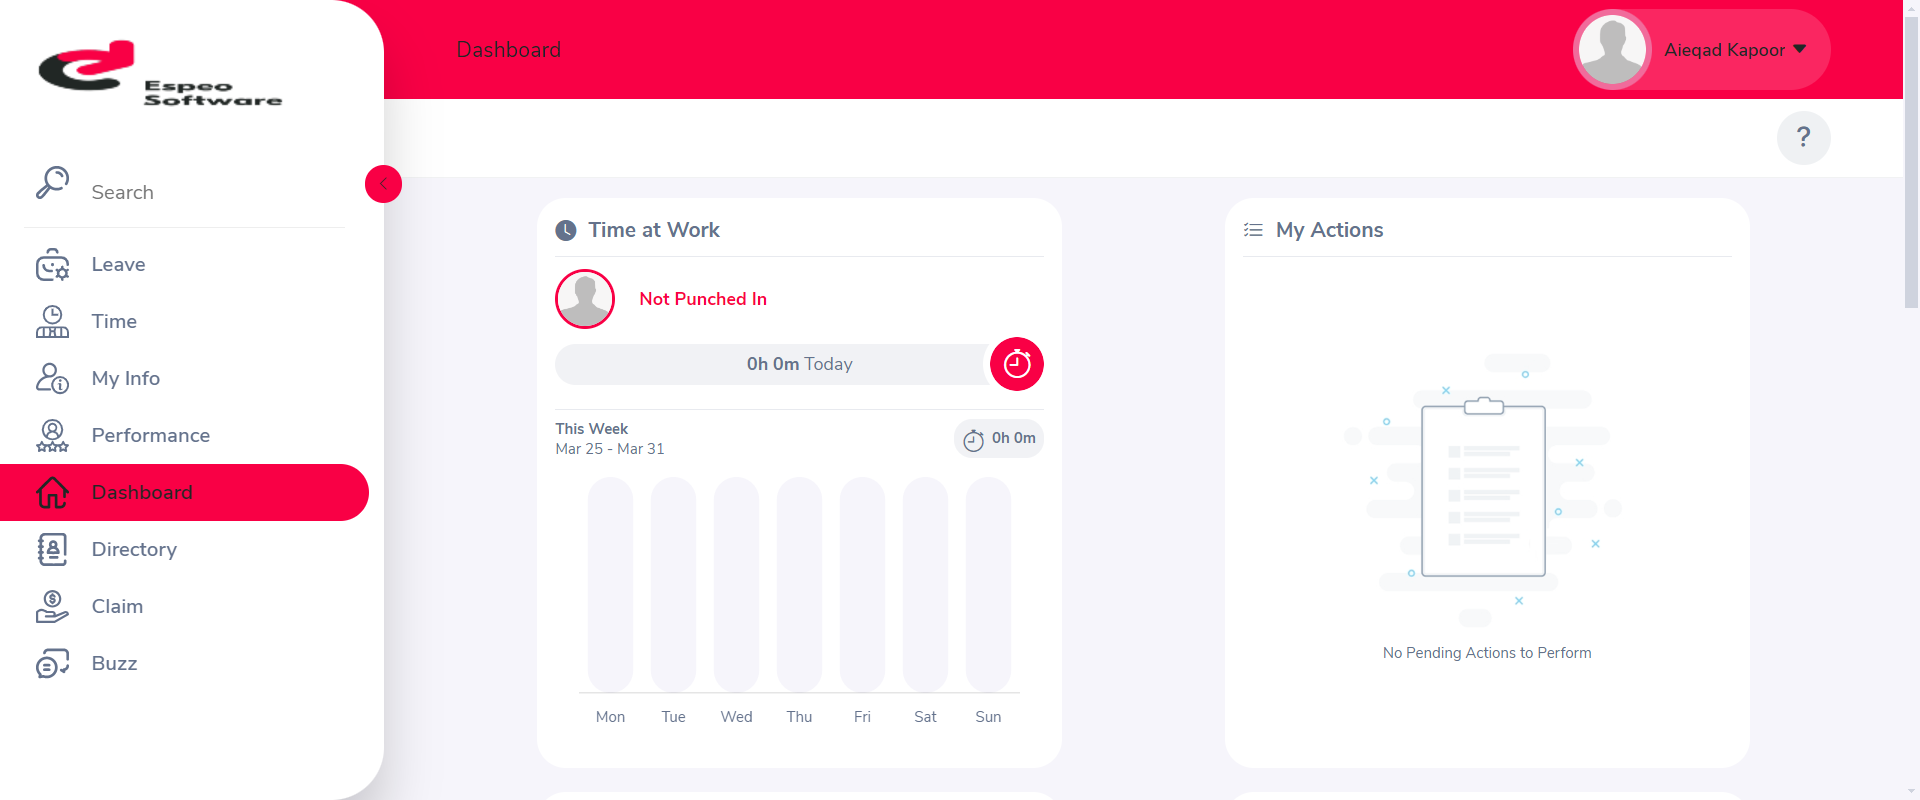 Espeo
Software
Search
Leave
Time
My Info
Performance
Dashboard
Directory
Claim
Buzz
Dashboard
Aieqad Kapoor
?
Time at Work
Not Punched In
0h 0m Today
This Week
Mar 25 - Mar 31
0h 0m
Mon Tue Wed Thu Fri Sat Sun
My Actions
No Pending Actions to Perform